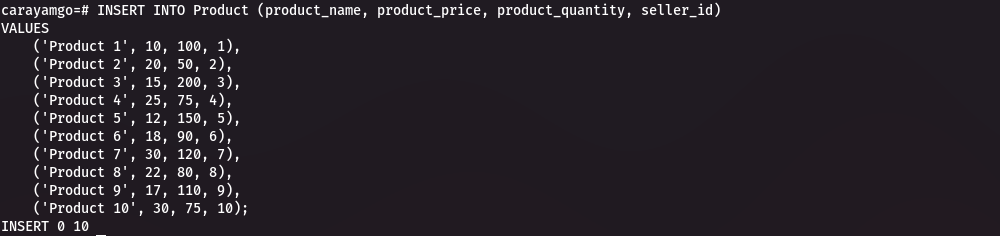 carayamgo=# INSERT INTO Product (product_name, product_price, product_quantity, seller_id)
VALUES
    ('Product 1', 10, 100, 1),
    ('Product 2', 20, 50, 2),
    ('Product 3', 15, 200, 3),
    ('Product 4', 25, 75, 4),
    ('Product 5', 12, 150, 5),
    ('Product 6', 18, 90, 6),
    ('Product 7', 30, 120, 7),
    ('Product 8', 22, 80, 8),
    ('Product 9', 17, 110, 9),
    ('Product 10', 30, 75, 10);
INSERT 0 10